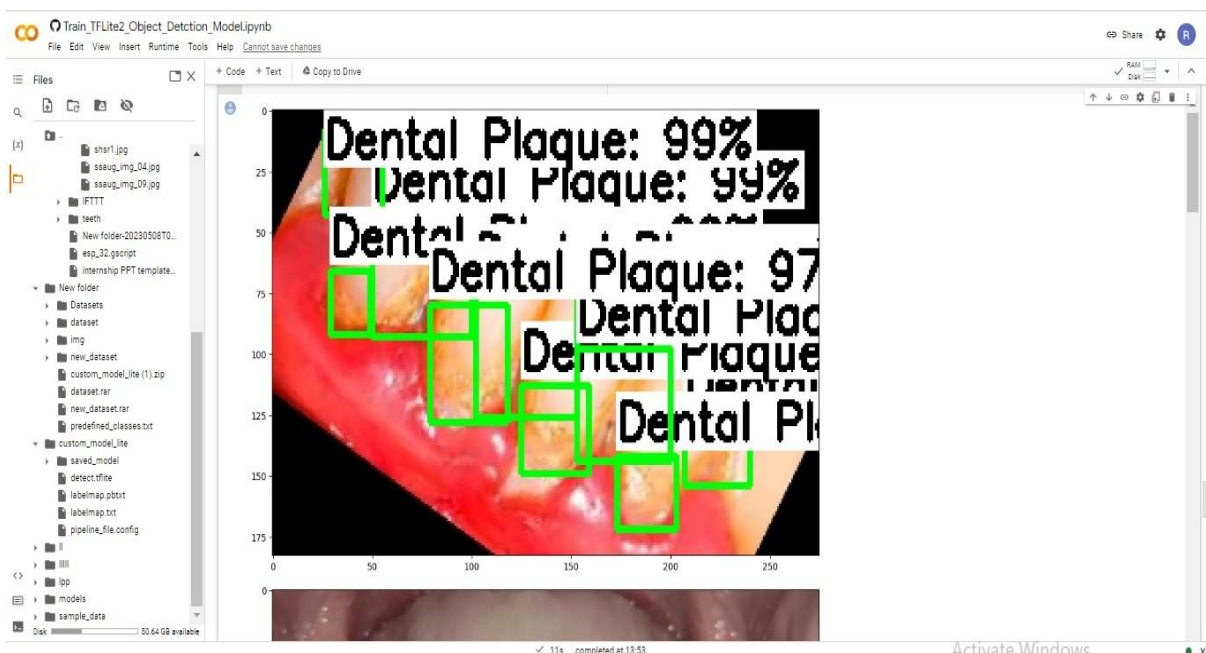 Train_TFLite2_Object_Detction_Model.ipynb
File Edit View Insert Runtime Tools Help Cannot save changes
Share R
Files
+ Code + Text Copy to Drive
RAM
Disk
{x}
..
shsr1.jpg
ssaug_img_04.jpg
ssaug_img_09.jpg
IFTTT
teeth
New folder-20230508T0...
esp_32.gscript
internship PPT template...
New folder
Datasets
dataset
img
new_dataset
custom_model_lite (1).zip
dataset.rar
new_dataset.rar
predefined_classes.txt
custom_model_lite
saved_model
detect.tflite
labelmap.pbtxt
labelmap.txt
pipeline_file.config
ll
lllll
lpp
models
sample_data
Disk 50.64 GB available
0
25
50
75
100
125
150
175
Dental Plaque: 99%
Dental Plaque: 99%
Dental
Dental Plaque: 97
Dental Plac
Dental Plaque
Dental
Dental Pl
0 50 100 150 200 250
0
11s completed at 13:53
Activate Windows